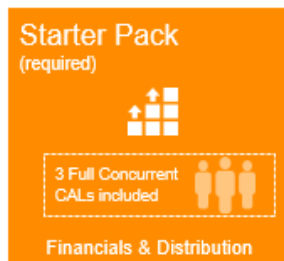 Starter Pack
(required)
3 Full Concurrent
CALs included
Financials & Distribution